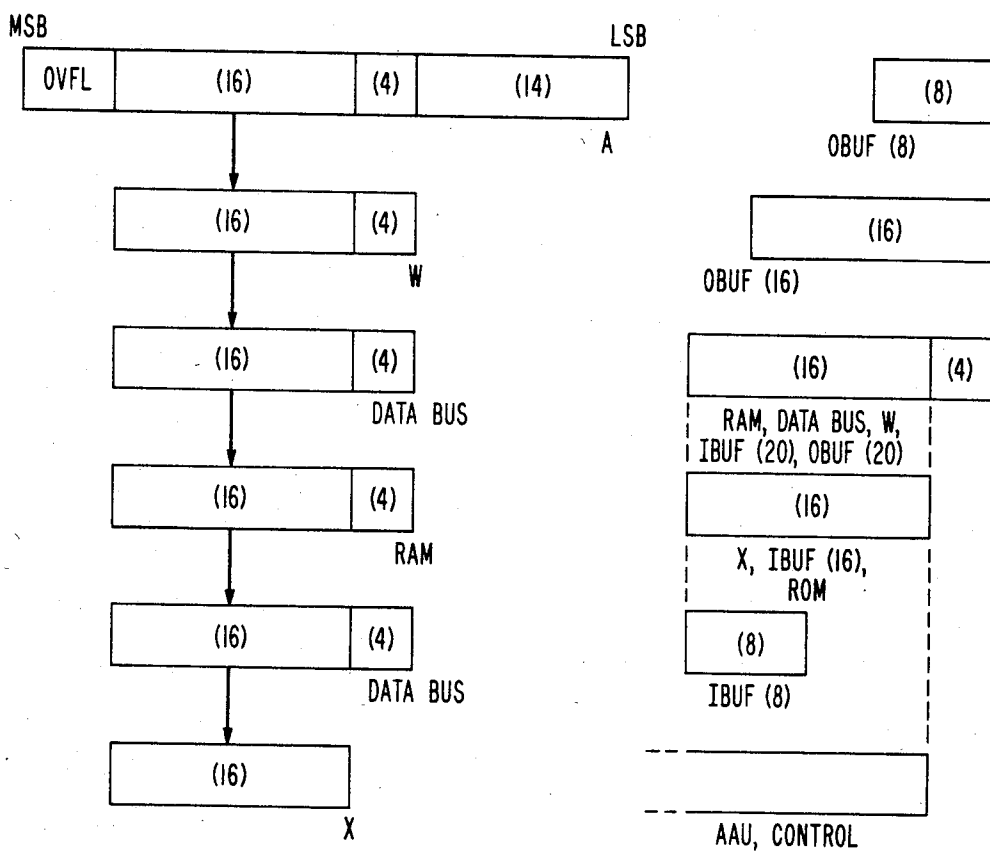 MSB
LSB
OVFL (16) (4) (14)
A
(16) (4)
W
(16) (4)
DATA BUS
(16) (4)
RAM
(16) (4)
DATA BUS
(16)
X
(8)
OBUF (8)
(16)
OBUF (16)
(16) (4)
RAM, DATA BUS, W,
IBUF (20), OBUF (20)
(16)
X, IBUF (16),
ROM
(8)
IBUF (8)
AAU, CONTROL